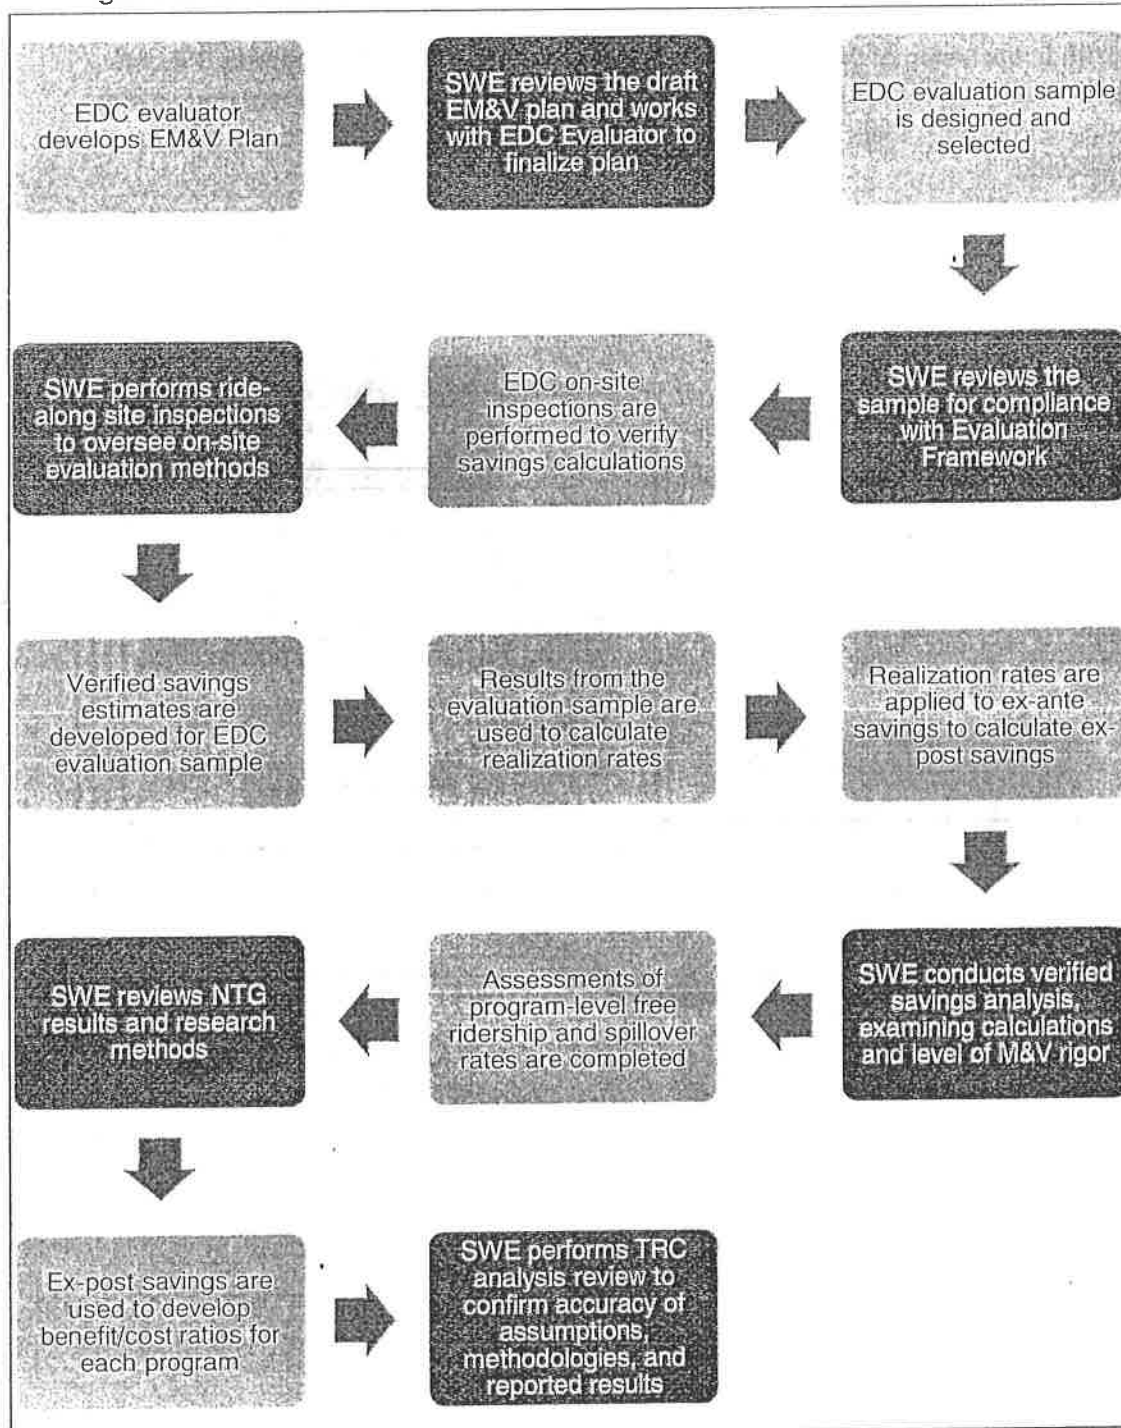 EDC evaluator
develops EM&V Plan
SWE reviews the draft
EM&V plan and works
with EDC Evaluator to
finalize plan
EDC evaluation sample
is designed and
selected
SWE reviews the
sample for compliance
with Evaluation
Framework
EDC on-site
inspections are
performed to verify
savings calculations
SWE performs ride-
along site inspections
to oversee on-site
evaluation methods
Verified savings
estimates are
developed for EDC
evaluation sample
Results from the
evaluation sample are
used to calculate
realization rates
Realization rates are
applied to ex-ante
savings to calculate ex-
post savings
SWE conducts verified
savings analysis,
examining calculations
and level of M&V rigor
Assessments of
program-level free
ridership and spillover
rates are completed
SWE reviews NTG
results and research
methods
Ex-post savings are
used to develop
benefit/cost ratios for
each program
SWE performs TRC
analysis review to
confirm accuracy of
assumptions,
methodologies, and
reported results